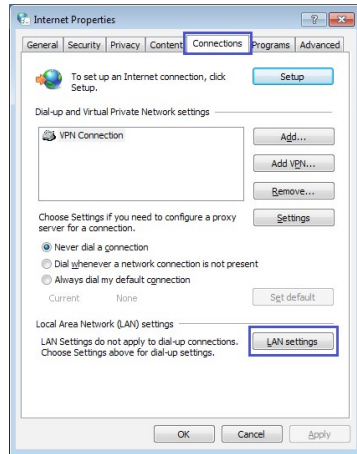 Internet Properties
General Security Privacy Content Connections Programs Advanced
To set up an Internet connection, click
Setup.
Setup
Dial-up and Virtual Private Network settings
VPN Connection
Add...
Add VPN...
Remove...
Choose Settings if you need to configure a proxy
server for a connection.
Settings
Never dial a connection
Dial whenever a network connection is not present
Always dial my default connection
Current None
Set default
Local Area Network (LAN) settings
LAN Settings do not apply to dial-up connections.
Choose Settings above for dial-up settings.
LAN settings
OK Cancel Apply